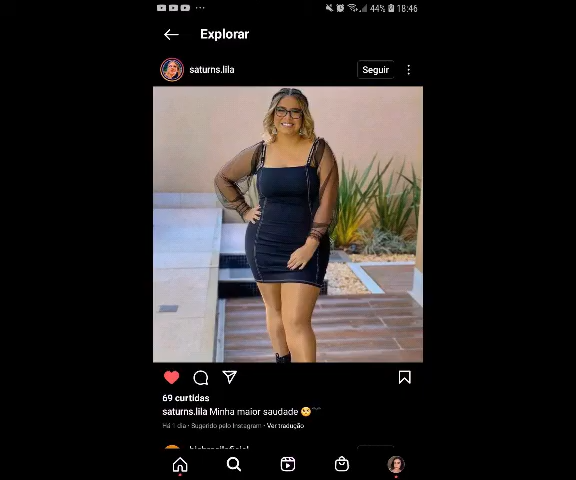 44% 18:46
Explorar
saturns.lila
Seguir
69 curtidas
saturns.lila Minha maior saudade
Há 1 dia • Sugerido pelo Instagram • Ver tradução